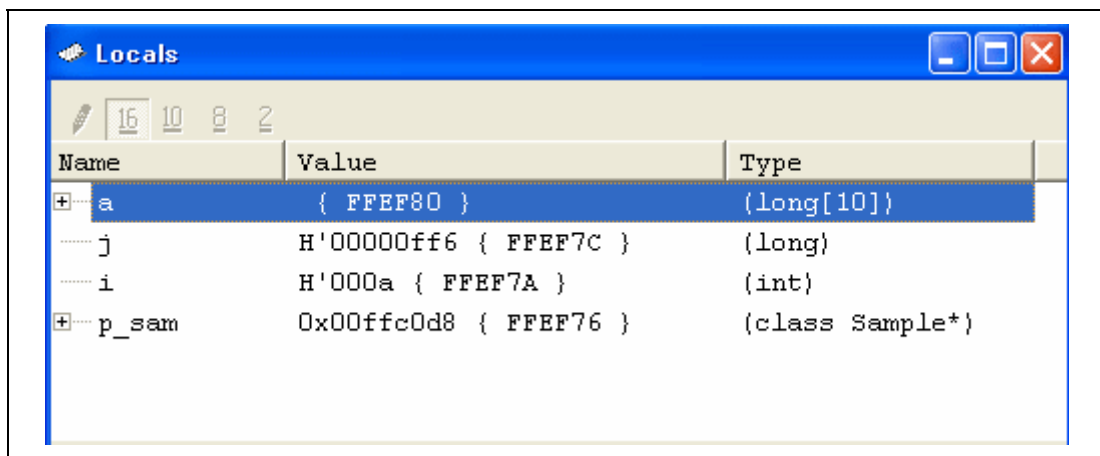 Locals
16 10 8 2
Name Value Type
a { FFEF80 } (long[10])
j H'00000ff6 { FFEF7C } (long)
i H'000a { FFEF7A } (int)
p_sam 0x00ffc0d8 { FFEF76 } (class Sample*)